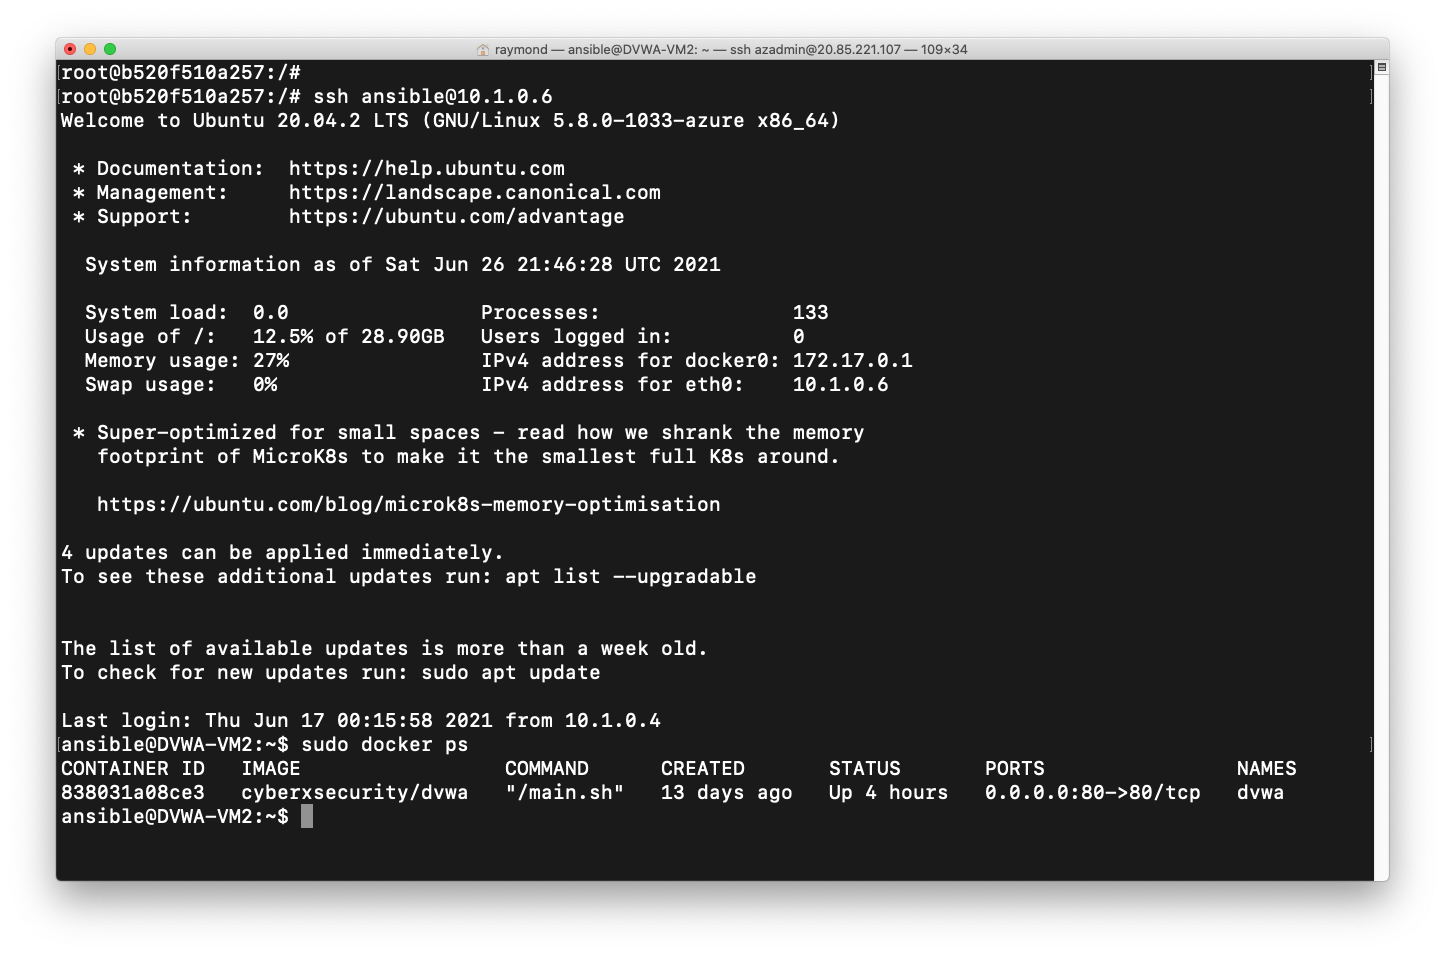 raymond — ansible@DVWA-VM2: ~ — ssh azadmin@20.85.221.107 — 109×34
[root@b520f510a257:/# ]
[root@b520f510a257:/# ssh ansible@10.1.0.6 ]
Welcome to Ubuntu 20.04.2 LTS (GNU/Linux 5.8.0-1033-azure x86_64)
* Documentation:  https://help.ubuntu.com
* Management:     https://landscape.canonical.com
* Support:        https://ubuntu.com/advantage
System information as of Sat Jun 26 21:46:28 UTC 2021
System load:  0.0                Processes:                133
Usage of /:   12.5% of 28.90GB   Users logged in:          0
Memory usage: 27%                IPv4 address for docker0: 172.17.0.1
Swap usage:   0%                 IPv4 address for eth0:    10.1.0.6
* Super-optimized for small spaces - read how we shrank the memory
footprint of MicroK8s to make it the smallest full K8s around.
https://ubuntu.com/blog/microk8s-memory-optimisation
4 updates can be applied immediately.
To see these additional updates run: apt list --upgradable
The list of available updates is more than a week old.
To check for new updates run: sudo apt update
Last login: Thu Jun 17 00:15:58 2021 from 10.1.0.4
[ansible@DVWA-VM2:~$ sudo docker ps ]
CONTAINER ID   IMAGE                 COMMAND      CREATED       STATUS       PORTS                NAMES
838031a08ce3   cyberxsecurity/dvwa   "/main.sh"   13 days ago   Up 4 hours   0.0.0.0:80->80/tcp   dvwa
ansible@DVWA-VM2:~$